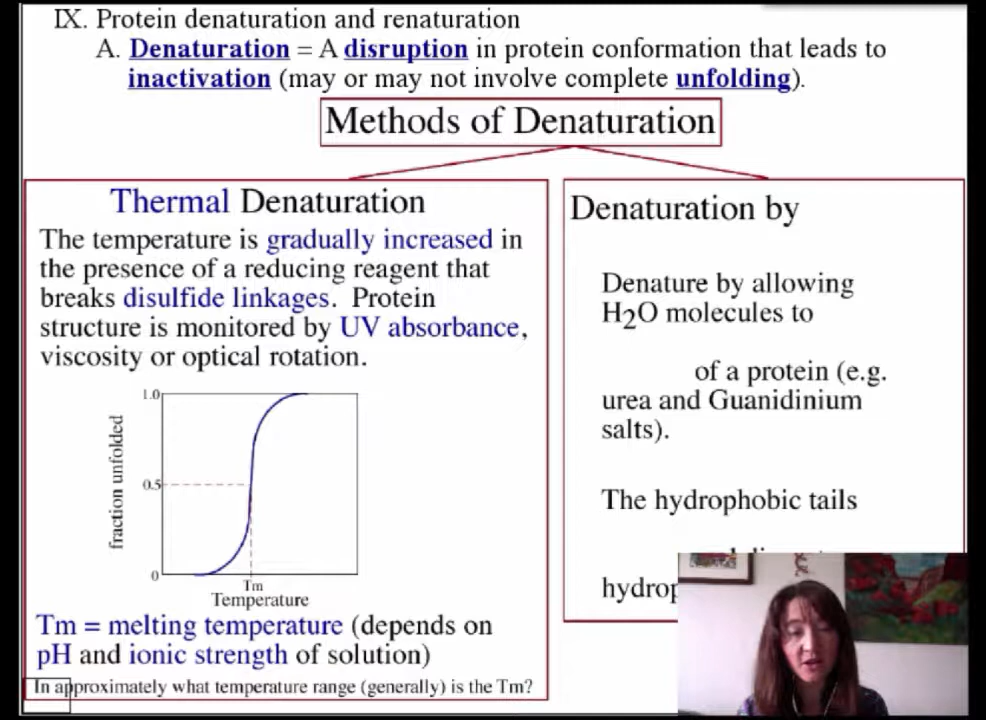 IX. Protein denaturation and renaturation
A. Denaturation = A disruption in protein conformation that leads to
inactivation (may or may not involve complete unfolding).
Methods of Denaturation
Thermal Denaturation
The temperature is gradually increased in
the presence of a reducing reagent that
breaks disulfide linkages. Protein
structure is monitored by UV absbance,
viscosity or optical rotation.
fraction unfolded
1.0
0.5
0
Tm
Temperature
Tm = melting temperature (depends on
pH and ionic strength of solution)
In approximately what temperature range (generally) is the Tm?
Denaturation by
Denature by allowing
H2O molecules to
of a protein (e.g.
urea and Guanidinium
salts).
The hydrophobic tails